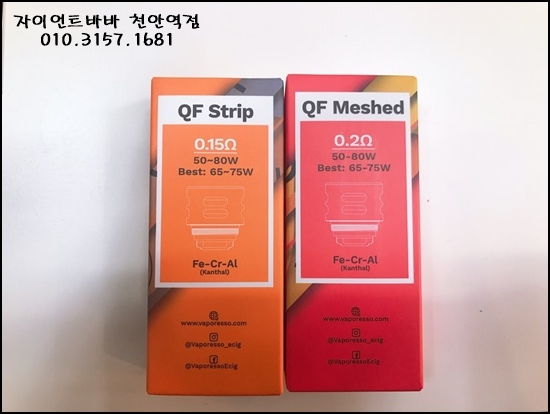 자이언트바바 천안역점
010.3157.1681
QF Strip
0.15Ω
50~80W
Best: 65~75W
Fe-Cr-Al
(Kanthal)
www.vaporesso.com
@Vaporesso_ecig
@VaporessoEcig
QF Meshed
0.2Ω
50-80W
Best: 65-75W
Fe-Cr-Al
(Kanthal)
www.vaporesso.com
@Vaporesso_ecig
@VaporessoEcig